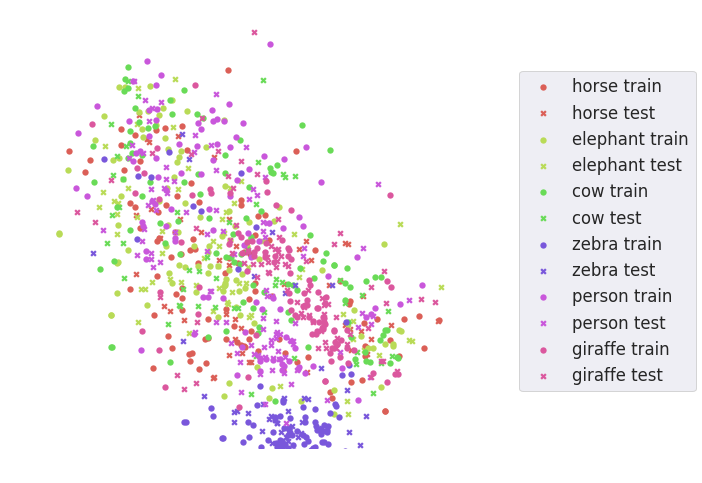 horse train
horse test
elephant train
elephant test
cow train
cow test
zebra train
zebra test
person train
person test
giraffe train
giraffe test